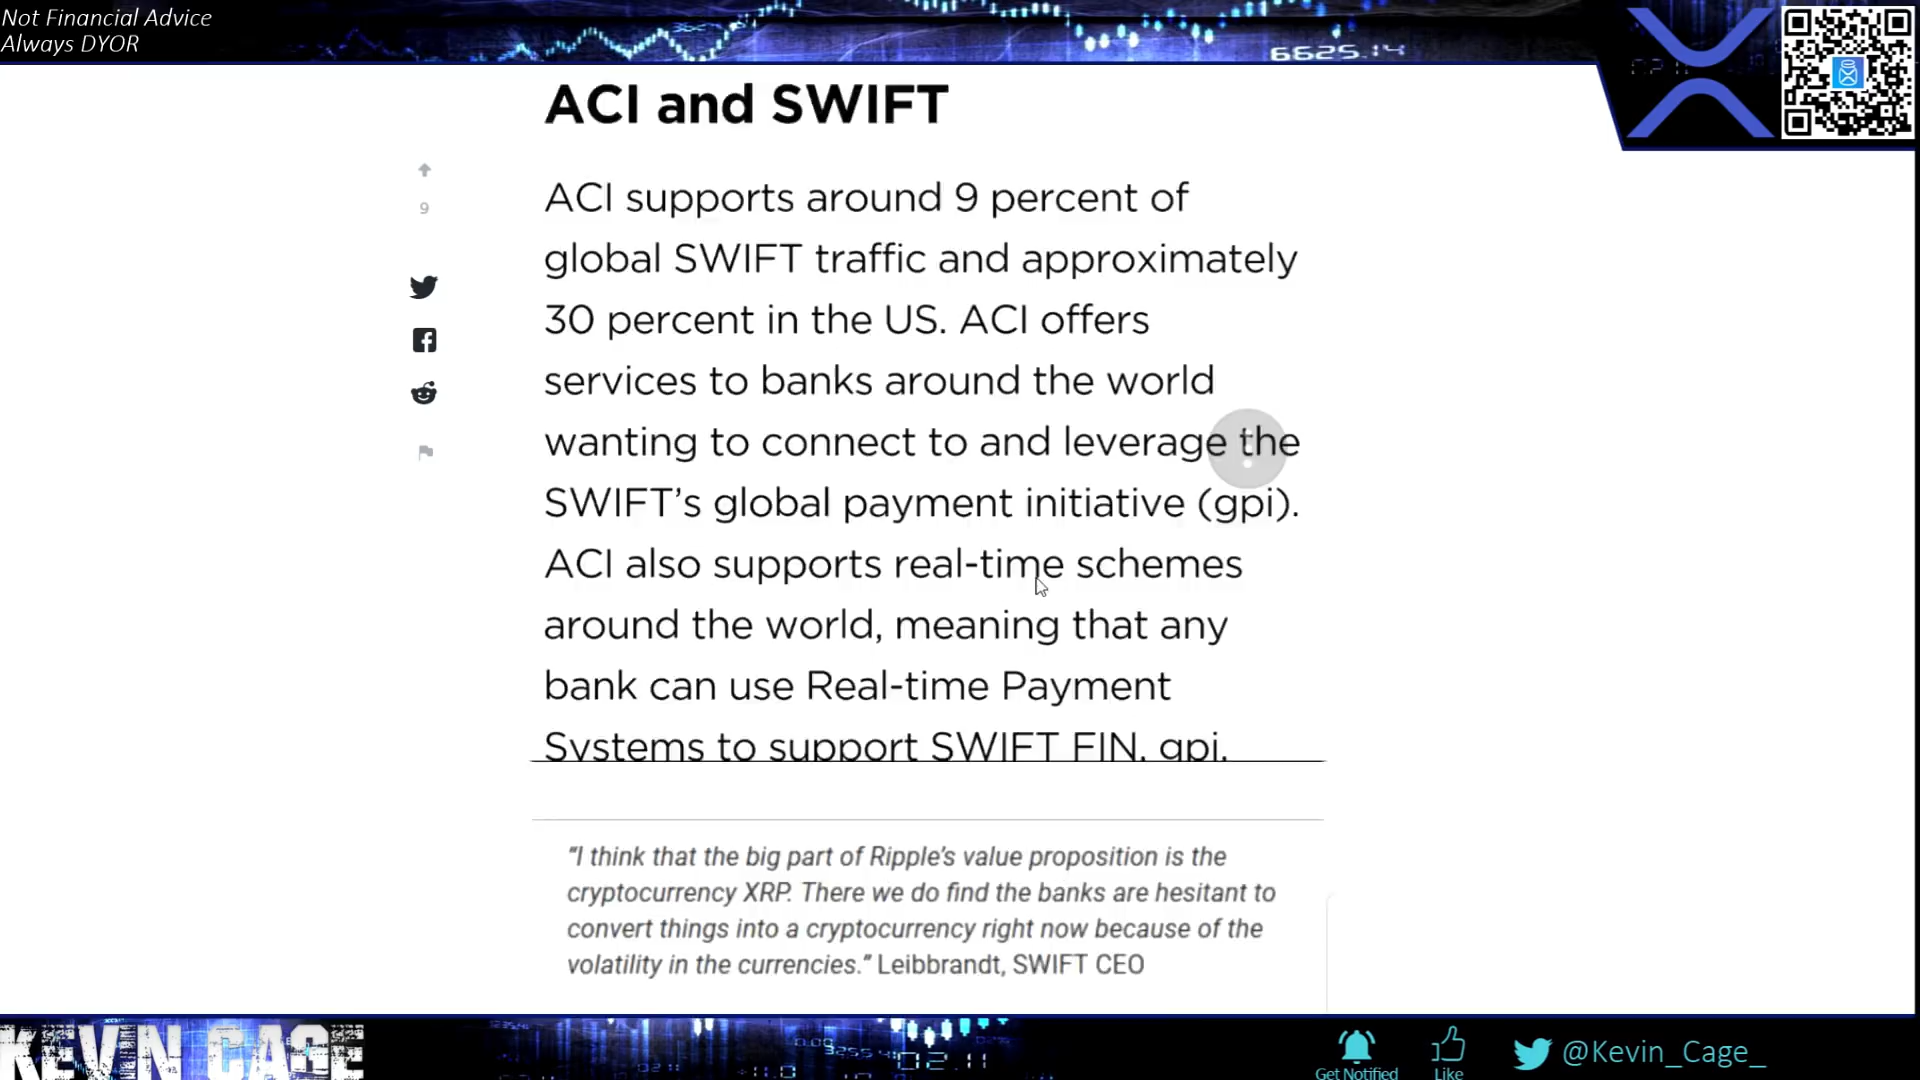 Not Financial Advice
Always DYOR
6625.14
ACI and SWIFT
9
ACI supports around 9 percent of
global SWIFT traffic and approximately
30 percent in the US. ACI offers
services to banks around the world
wanting to connect to and leverage the
SWIFT's global payment initiative (gpi).
ACI also supports real-time schemes
around the world, meaning that any
bank can use Real-time Payment
Systems to support SWIFT FIN, gpi,
"I think that the big part of Ripple's value proposition is the
cryptocurrency XRP. There we do find the banks are hesitant to
convert things into a cryptocurrency right now because of the
volatility in the currencies." Leibbrandt, SWIFT CEO
KEVIN CAGE
02.11
Get Notified
Like
@Kevin_Cage_